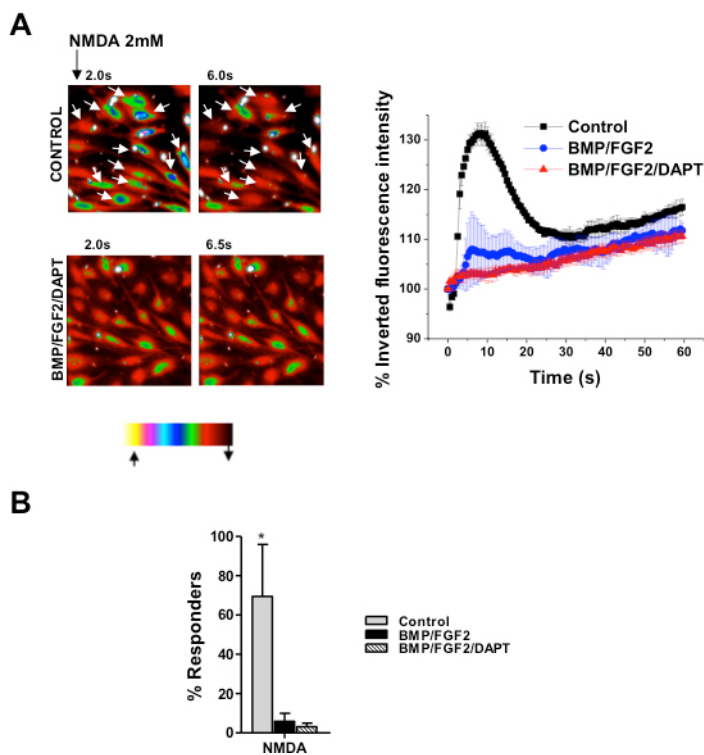 A
NMDA 2mM
2.0s
6.0s
CONTROL
2.0s
6.5s
BMP/FGF2/DAPT
% Inverted fluorescence intensity
130
120
110
100
90
Control
BMP/FGF2
BMP/FGF2/DAPT
0 10 20 30 40 50 60
Time (s)
B
% Responders
100
80
60
40
20
0
*
NMDA
Control
BMP/FGF2
BMP/FGF2/DAPT